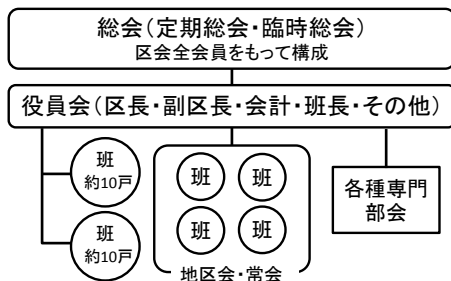 総会(定期総会・臨時総会)
区会全会員をもって構成
役員会(区長・副区長・会計・班長・その他)
班
約10戸
班
約10戸
班 班
班 班
地区会・常会
各種専門
部会